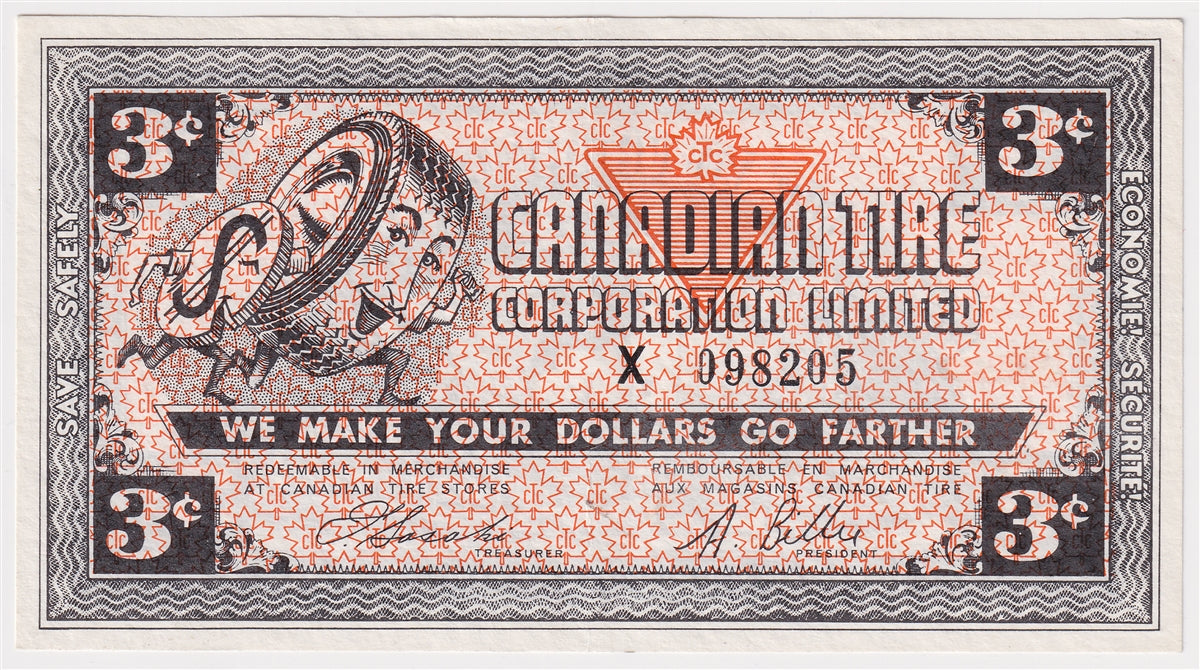 3¢ 3¢
CTC
CANADIAN TIRE
CORPORATION LIMITED
X 098205
$
SAVE SAFELY
ECONOMIE! SECURITE!
WE MAKE YOUR DOLLARS GO FARTHER
REDEEMABLE IN MERCHANDISE
AT CANADIAN TIRE STORES
REMBOURSABLE EN MARCHANDISE
AUX MAGASINS CANADIAN TIRE
TREASURER
A. Billes
PRESIDENT
3¢ 3¢